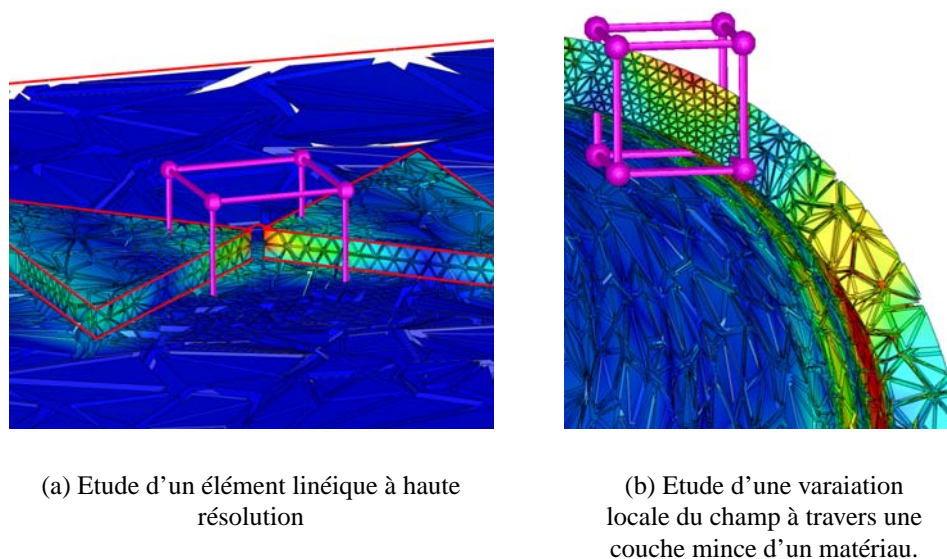 (a) Etude d'un élément linéique à haute
résolution
(b) Etude d'une varaiation
locale du champ à travers une
couche mince d'un matériau.